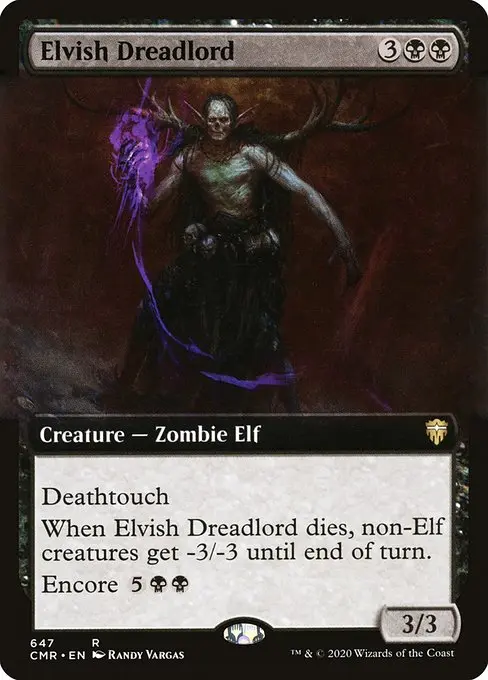 Elvish Dreadlord 3
Creature — Zombie Elf
Deathtouch
When Elvish Dreadlord dies, non-Elf
creatures get -3/-3 until end of turn.
Encore 5
3/3
647 R
CMR • EN RANDY VARGAS
™ & © 2020 Wizards of the Coast